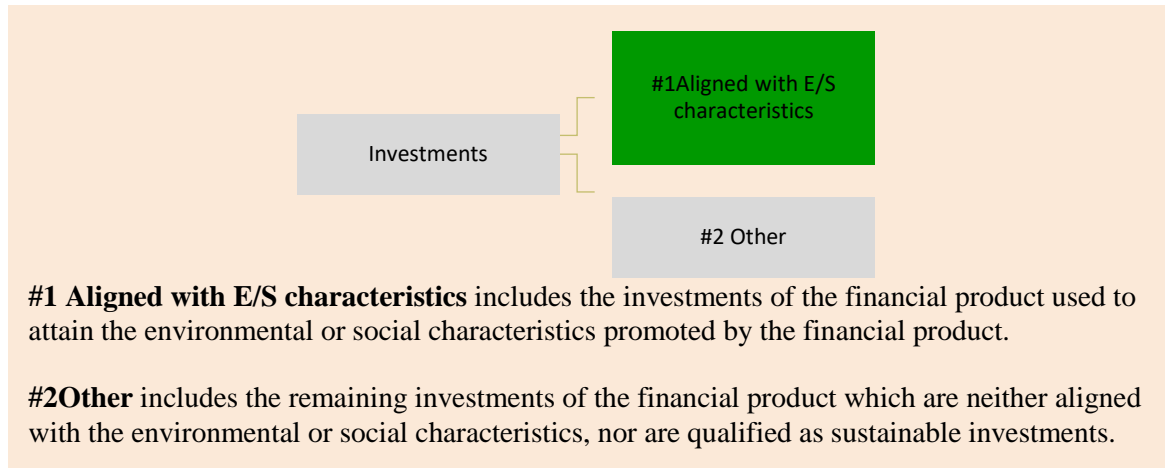 #1Aligned with E/S
characteristics
Investments
#2 Other
#1 Aligned with E/S characteristics includes the investments of the financial product used to
attain the environmental or social characteristics promoted by the financial product.
#2Other includes the remaining investments of the financial product which are neither aligned
with the environmental or social characteristics, nor are qualified as sustainable investments.